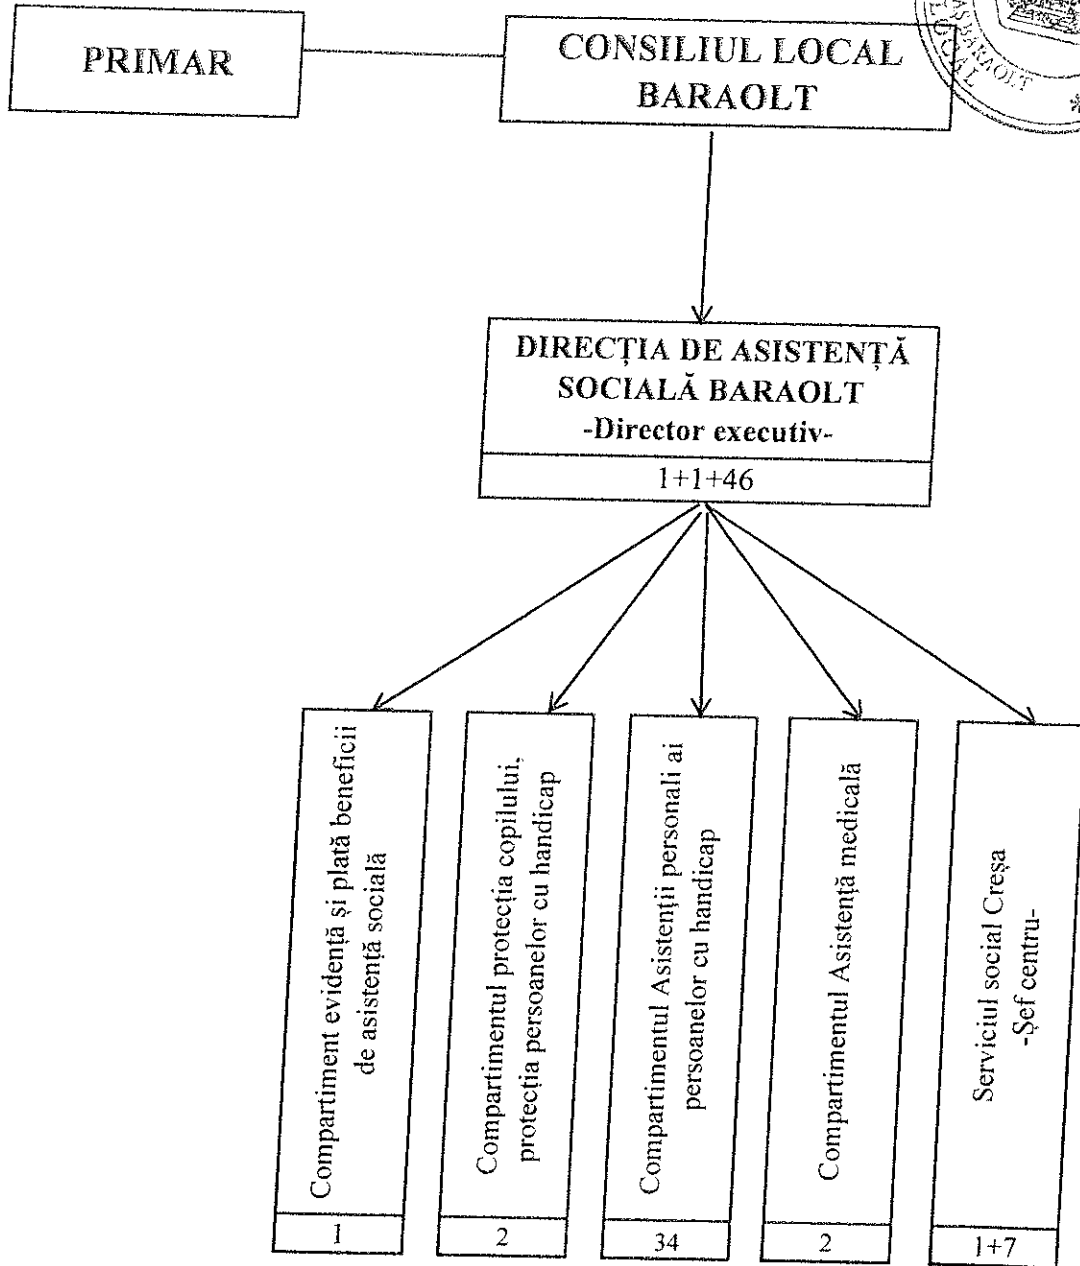 PRIMAR
CONSILIUL LOCAL
BARAOLT
BARAOLT
LOCAL
DIRECȚIA DE ASISTENȚĂ
SOCIALĂ BARAOLT
-Director executiv-
1+1+46
Compartiment evidență și plată beneficii
de asistență socială
1
Compartimentul protecția copilului,
protecția persoanelor cu handicap
2
Compartimentul Asistenții personali ai
persoanelor cu handicap
34
Compartimentul Asistență medicală
2
Serviciul social Creșa
-Șef centru-
1+7